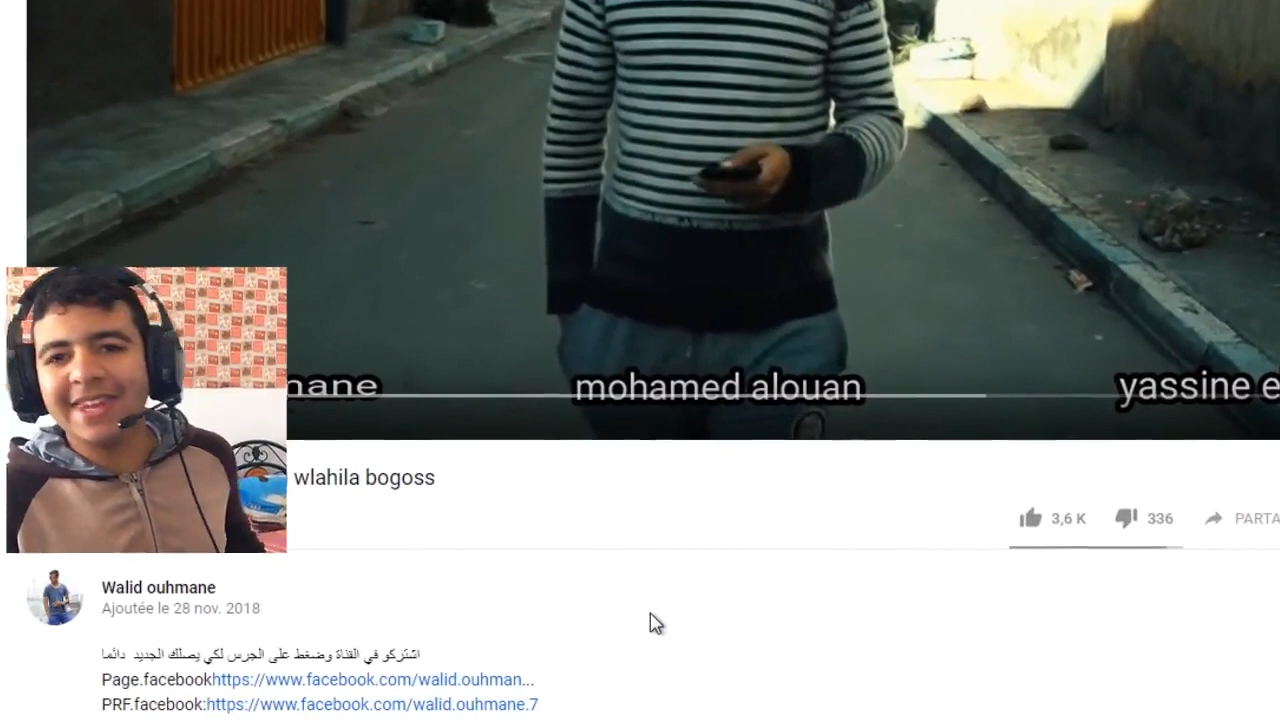 mane
mohamed alouan
yassine e
wlahila bogoss
3,6 K
336
PARTA
Walid ouhmane
Ajoutée le 28 nov. 2018
اشتركو في القناة وضغط على الجرس لكي يصلك الجديد دائما
Page.facebookhttps://www.facebook.com/walid.ouhman...
PRF.facebook:https://www.facebook.com/walid.ouhmane.7